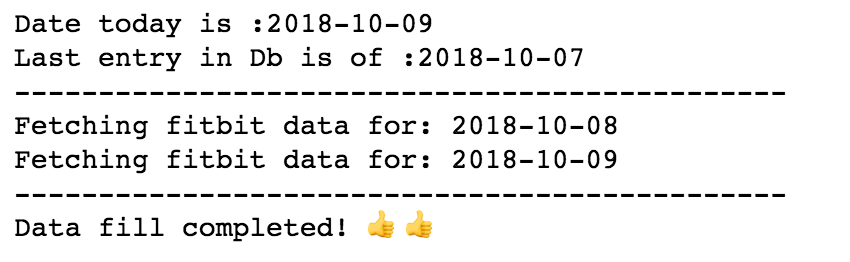 Date today is :2018-10-09
Last entry in Db is of :2018-10-07
----------------------------------------------
Fetching fitbit data for: 2018-10-08
Fetching fitbit data for: 2018-10-09
----------------------------------------------
Data fill completed! 👍👍